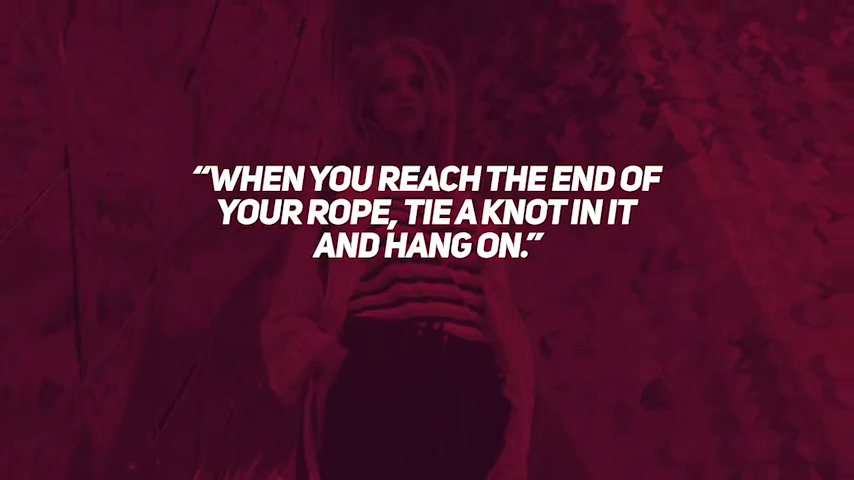 “WHEN YOU REACH THE END OF
YOUR ROPE, TIE A KNOT IN IT
AND HANG ON.”